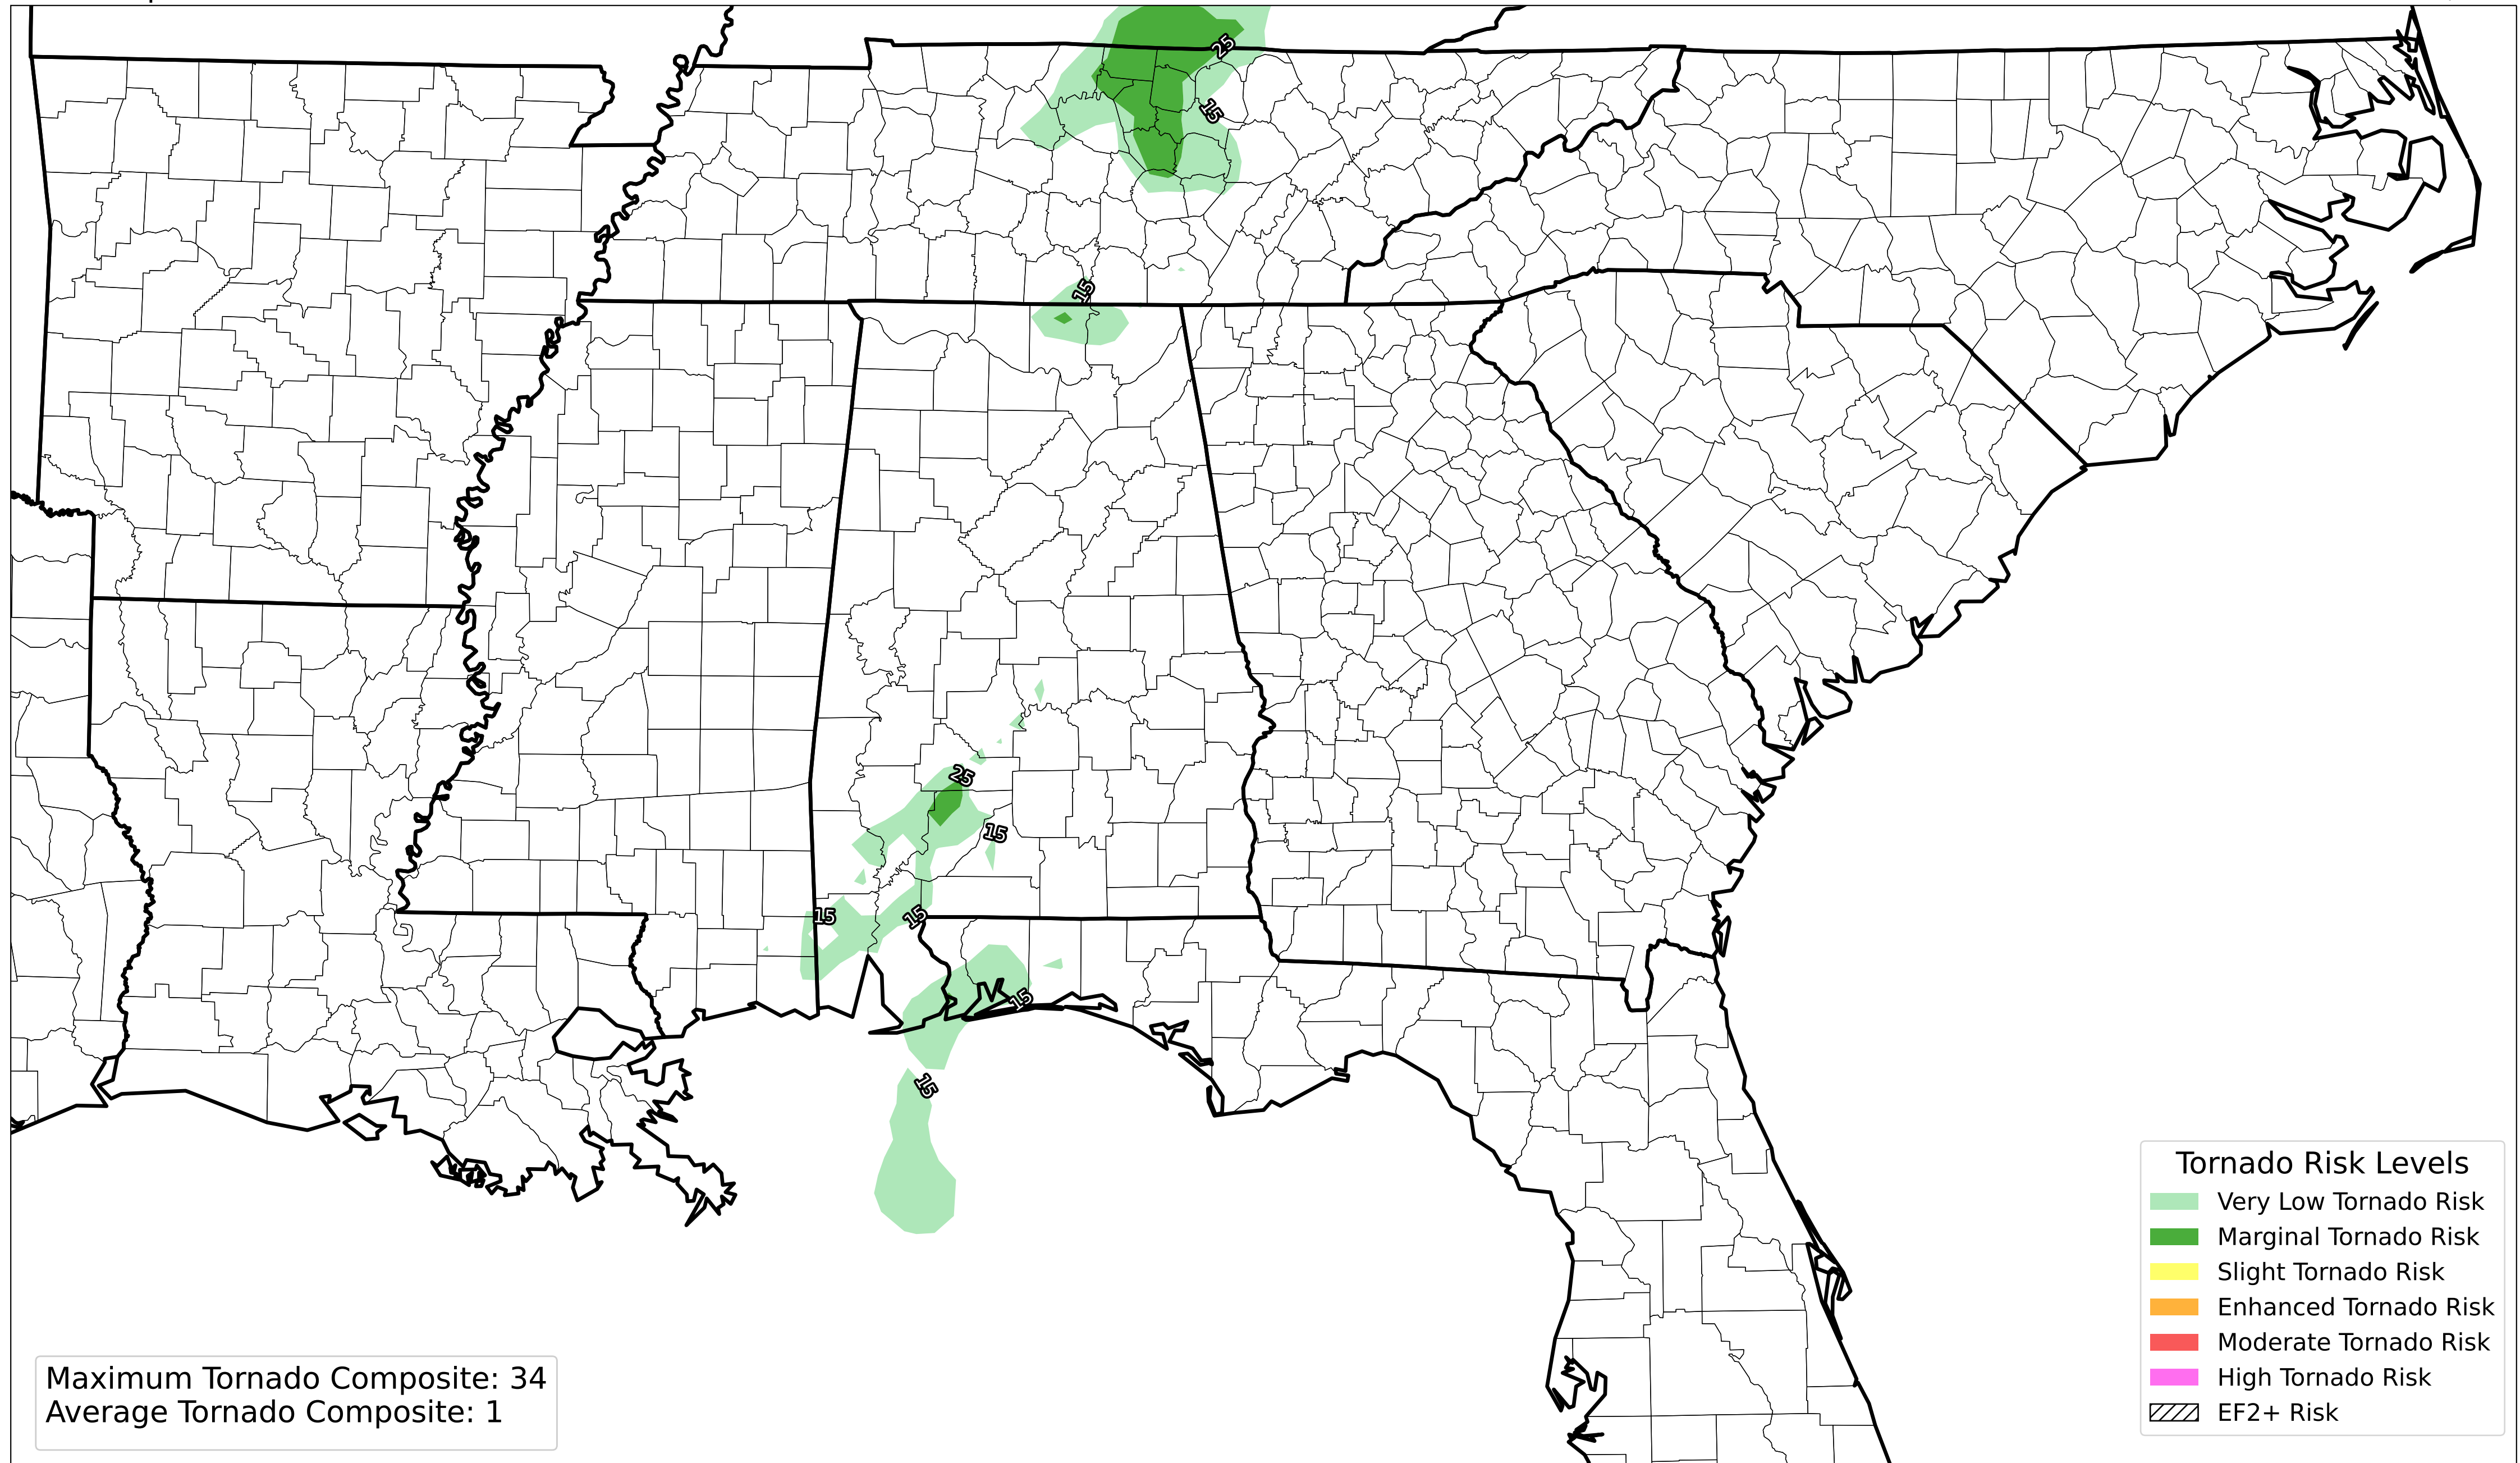 25
15
15
25
15
15
15
15
15
Tornado Risk Levels
Very Low Tornado Risk
Marginal Tornado Risk
Slight Tornado Risk
Enhanced Tornado Risk
Moderate Tornado Risk
High Tornado Risk
EF2+ Risk
Maximum Tornado Composite: 34
Average Tornado Composite: 1